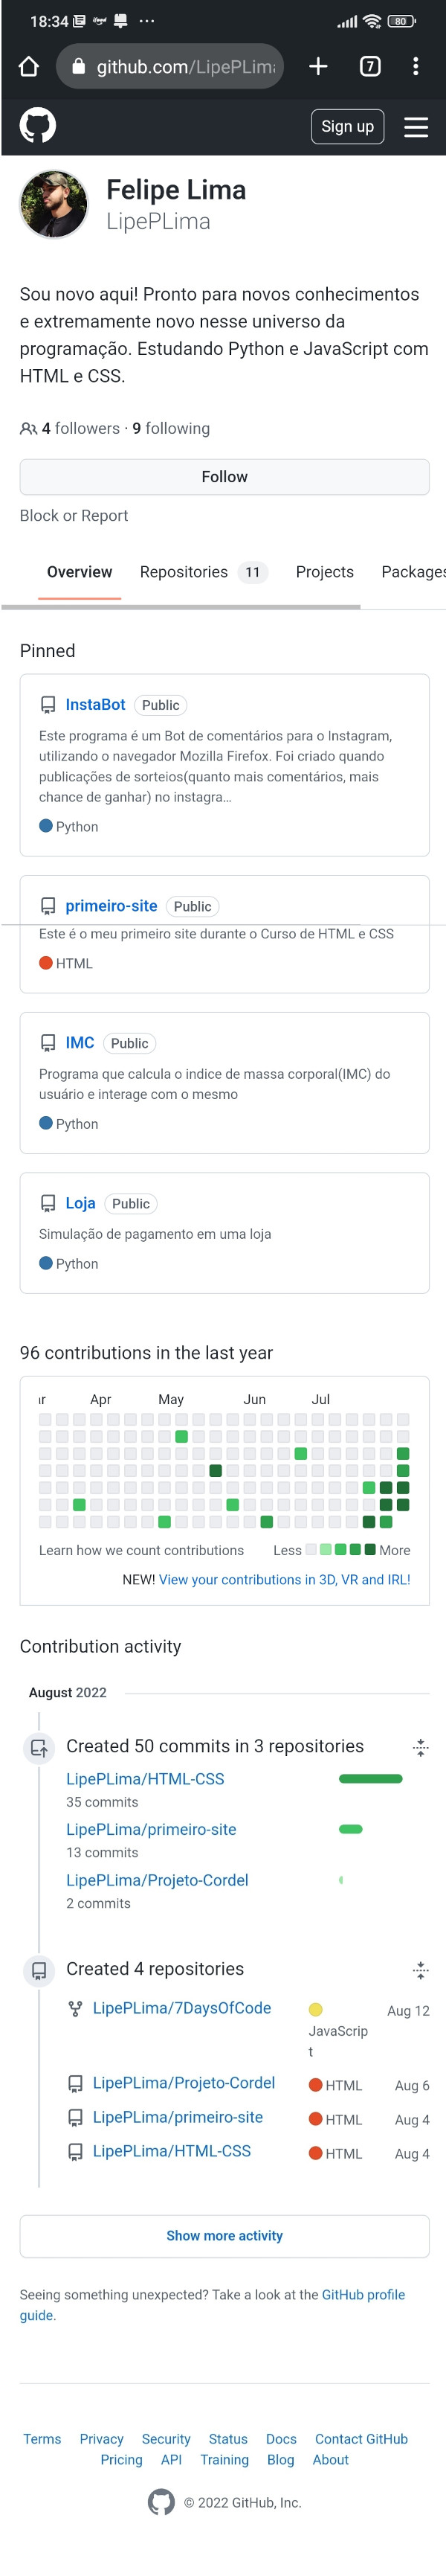 18:34 ... 80
github.com/LipePLima
7
Sign up
Felipe Lima
LipePLima
Sou novo aqui! Pronto para novos conhecimentos
e extremamente novo nesse universo da
programação. Estudando Python e JavaScript com
HTML e CSS.
4 followers · 9 following
Follow
Block or Report
Overview Repositories 11 Projects Packages
Pinned
InstaBot Public
Este programa é um Bot de comentários para o Instagram,
utilizando o navegador Mozilla Firefox. Foi criado quando
publicações de sorteios(quanto mais comentários, mais
chance de ganhar) no instagra...
Python
primeiro-site Public
Este é o meu primeiro site durante o Curso de HTML e CSS
HTML
IMC Public
Programa que calcula o indice de massa corporal(IMC) do
usuário e interage com o mesmo
Python
Loja Public
Simulação de pagamento em uma loja
Python
96 contributions in the last year
ar Apr May Jun Jul
Learn how we count contributions Less More
NEW! View your contributions in 3D, VR and IRL!
Contribution activity
August 2022
Created 50 commits in 3 repositories
LipePLima/HTML-CSS
35 commits
LipePLima/primeiro-site
13 commits
LipePLima/Projeto-Cordel
2 commits
Created 4 repositories
LipePLima/7DaysOfCode Aug 12
JavaScrip
t
LipePLima/Projeto-Cordel HTML Aug 6
LipePLima/primeiro-site HTML Aug 4
LipePLima/HTML-CSS HTML Aug 4
Show more activity
Seeing something unexpected? Take a look at the GitHub profile
guide.
Terms Privacy Security Status Docs Contact GitHub
Pricing API Training Blog About
© 2022 GitHub, Inc.